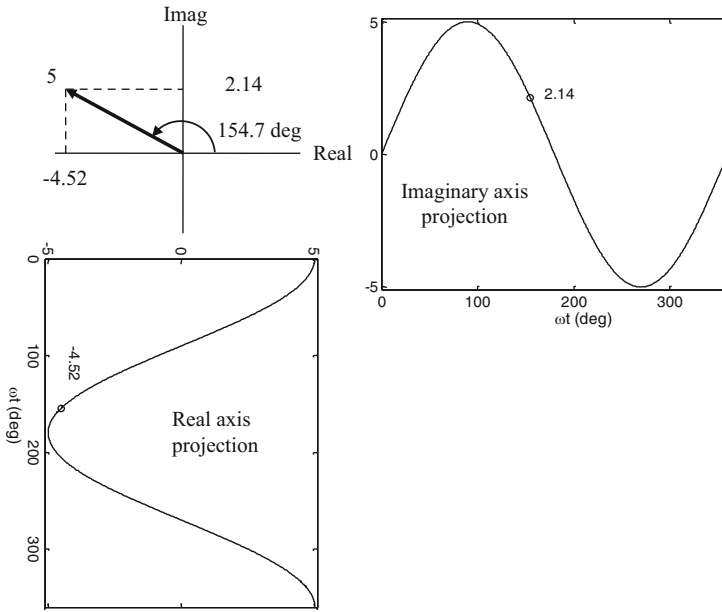 Imag
5
2.14
154.7 deg
Real
-4.52
5
0
-5
2.14
Imaginary axis
projection
0
100
200
300
ωt (deg)
-5
0
5
0
100
200
300
ωt (deg)
-4.52
Real axis
projection